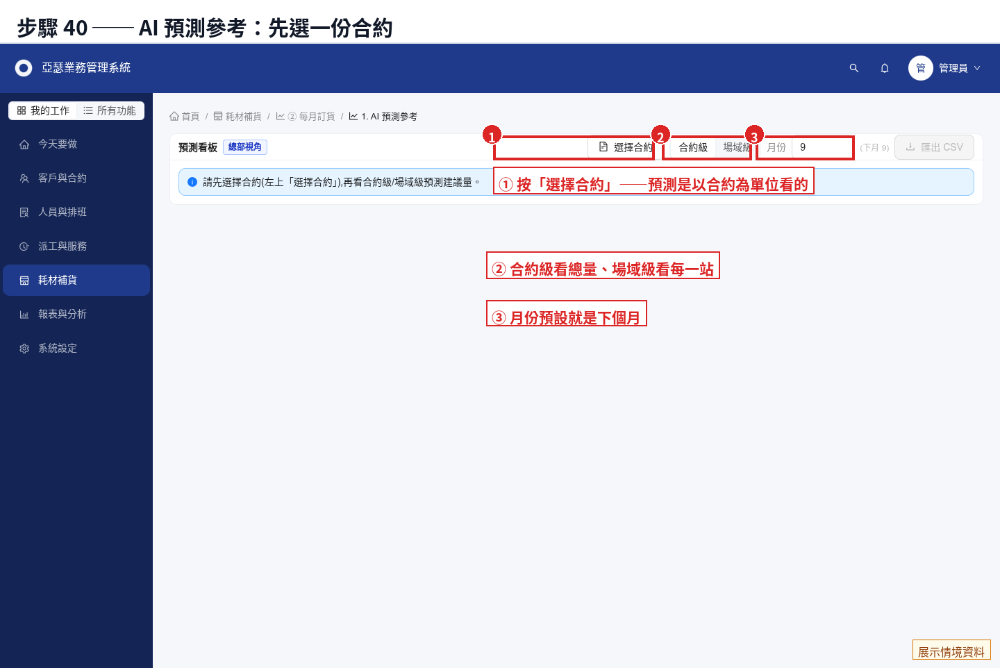 步驟 40 —— AI 預測參考：先選一份合約
亞瑟業務管理系統
管 管理員
我的工作 所有功能
今天要做
客戶與合約
人員與排班
派工與服務
耗材補貨
報表與分析
系統設定
首頁 / 耗材補貨 / ② 每月訂貨 / 1. AI 預測參考
1 2 3
預測看板 總部視角 選擇合約 合約級 場域級 月份 9 (下月 9) 匯出 CSV
請先選擇合約(左上「選擇合約」),再看合約級/場域級預測建議量。
① 按「選擇合約」——預測是以合約為單位看的
② 合約級看總量、場域級看每一站
③ 月份預設就是下個月
展示情境資料